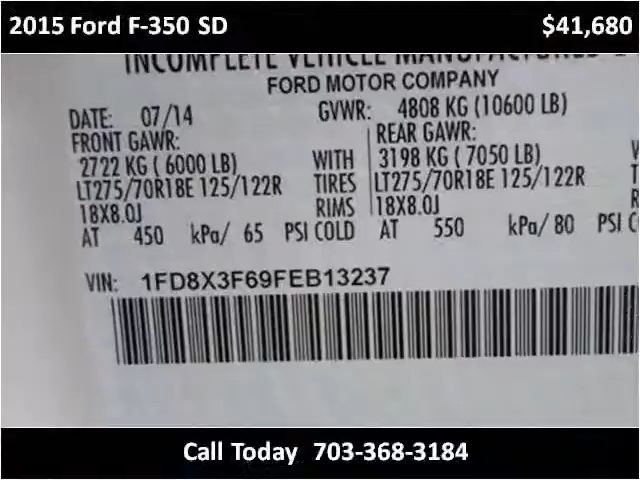 2015 Ford F-350 SD $41,680
INCOMPLETE VEHICLE MANUFACTURED
FORD MOTOR COMPANY
DATE: 07/14 GVWR: 4808 KG (10600 LB)
FRONT GAWR: REAR GAWR:
2722 KG ( 6000 LB) WITH 3198 KG ( 7050 LB)
LT275/70R18E 125/122R TIRES LT275/70R18E 125/122R
18X8.0J RIMS 18X8.0J
AT 450 kPa/ 65 PSI COLD AT 550 kPa/ 80 PSI C
VIN: 1FD8X3F69FEB13237
Call Today 703-368-3184